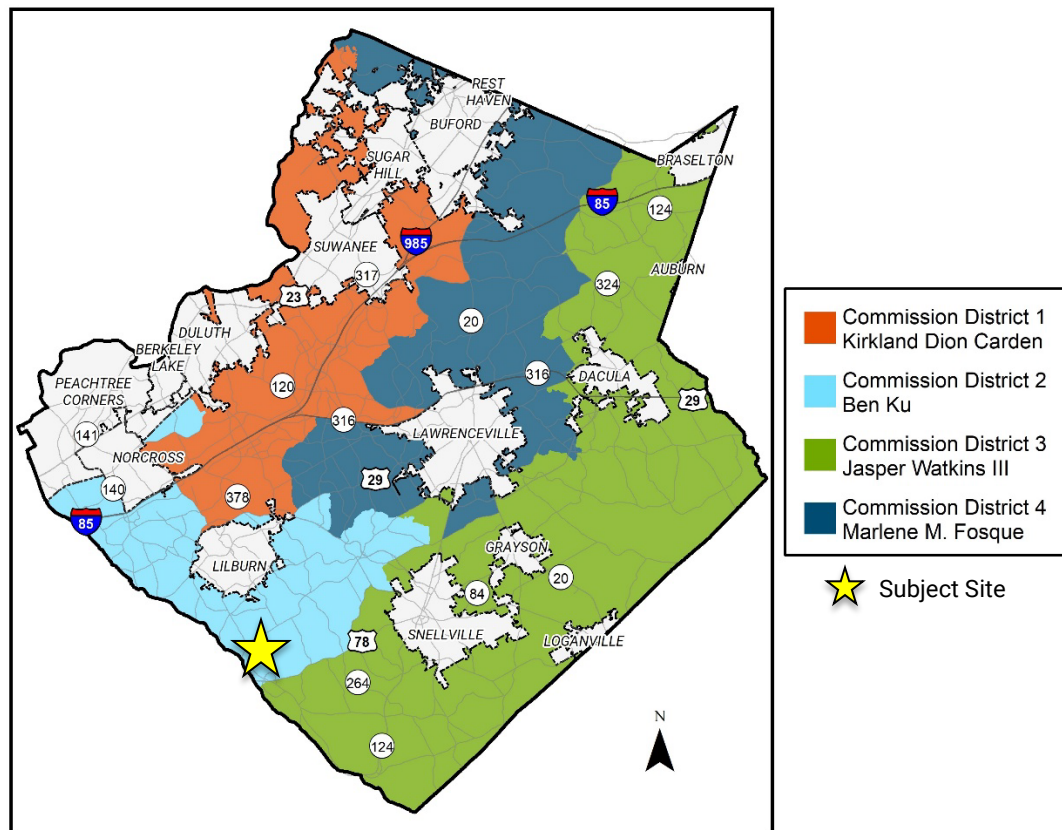 REST
HAVEN
BUFORD
BRASELTON
SUGAR
HILL
85
124
SUWANEE
985
AUBURN
317
324
23
20
DULUTH
BERKELEY
LAKE
PEACHTREE
CORNERS
120
316
DACULA
29
141
316
LAWRENCEVILLE
NORCROSS
29
140
378
85
LILBURN
GRAYSON
20
84
SNELLVILLE
78
LOGANVILLE
264
124
N
Commission District 1
Kirkland Dion Carden
Commission District 2
Ben Ku
Commission District 3
Jasper Watkins III
Commission District 4
Marlene M. Fosque
Subject Site